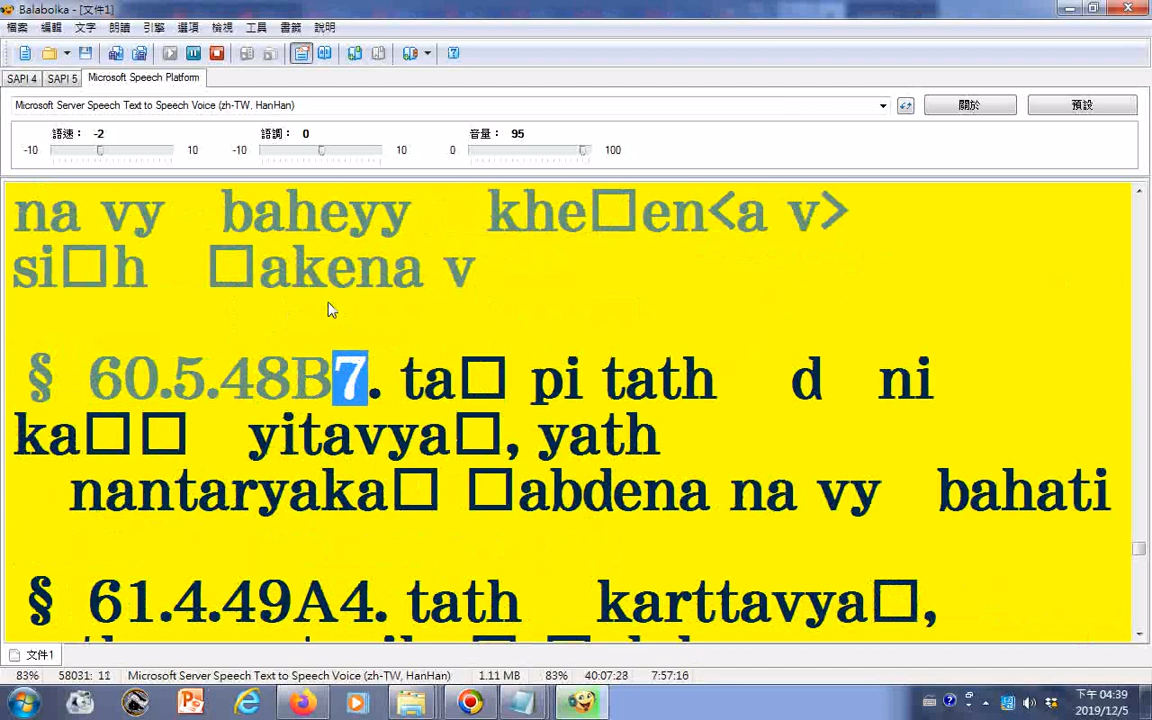 Balabolka - [文件1]
檔案 編輯 文字 朗讀 引擎 選項 檢視 工具 書籤 說明
SAPI 4 SAPI 5 Microsoft Speech Platform
Microsoft Server Speech Text to Speech Voice (zh-TW, HanHan) 關於 預設
語速： -2 語調： 0 音量： 95
-10 10 -10 10 0 100
na vy baheyy khe□en<a v>
si□h □akena v
§ 60.5.48B7. ta□ pi tath d ni
ka□□ yitavya□, yath
nantaryaka□ □abdena na vy bahati
§ 61.4.49A4. tath karttavya□,
文件1
83% 58031: 11 Microsoft Server Speech Text to Speech Voice (zh-TW, HanHan) 1.11 MB 83% 40:07:28 7:57:16
下午 04:39
2019/12/5